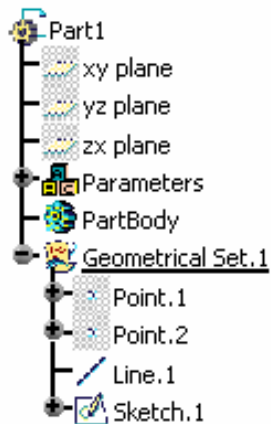 Part1
xy plane
yz plane
zx plane
Parameters
PartBody
Geometrical Set.1
Point.1
Point.2
Line.1
Sketch.1